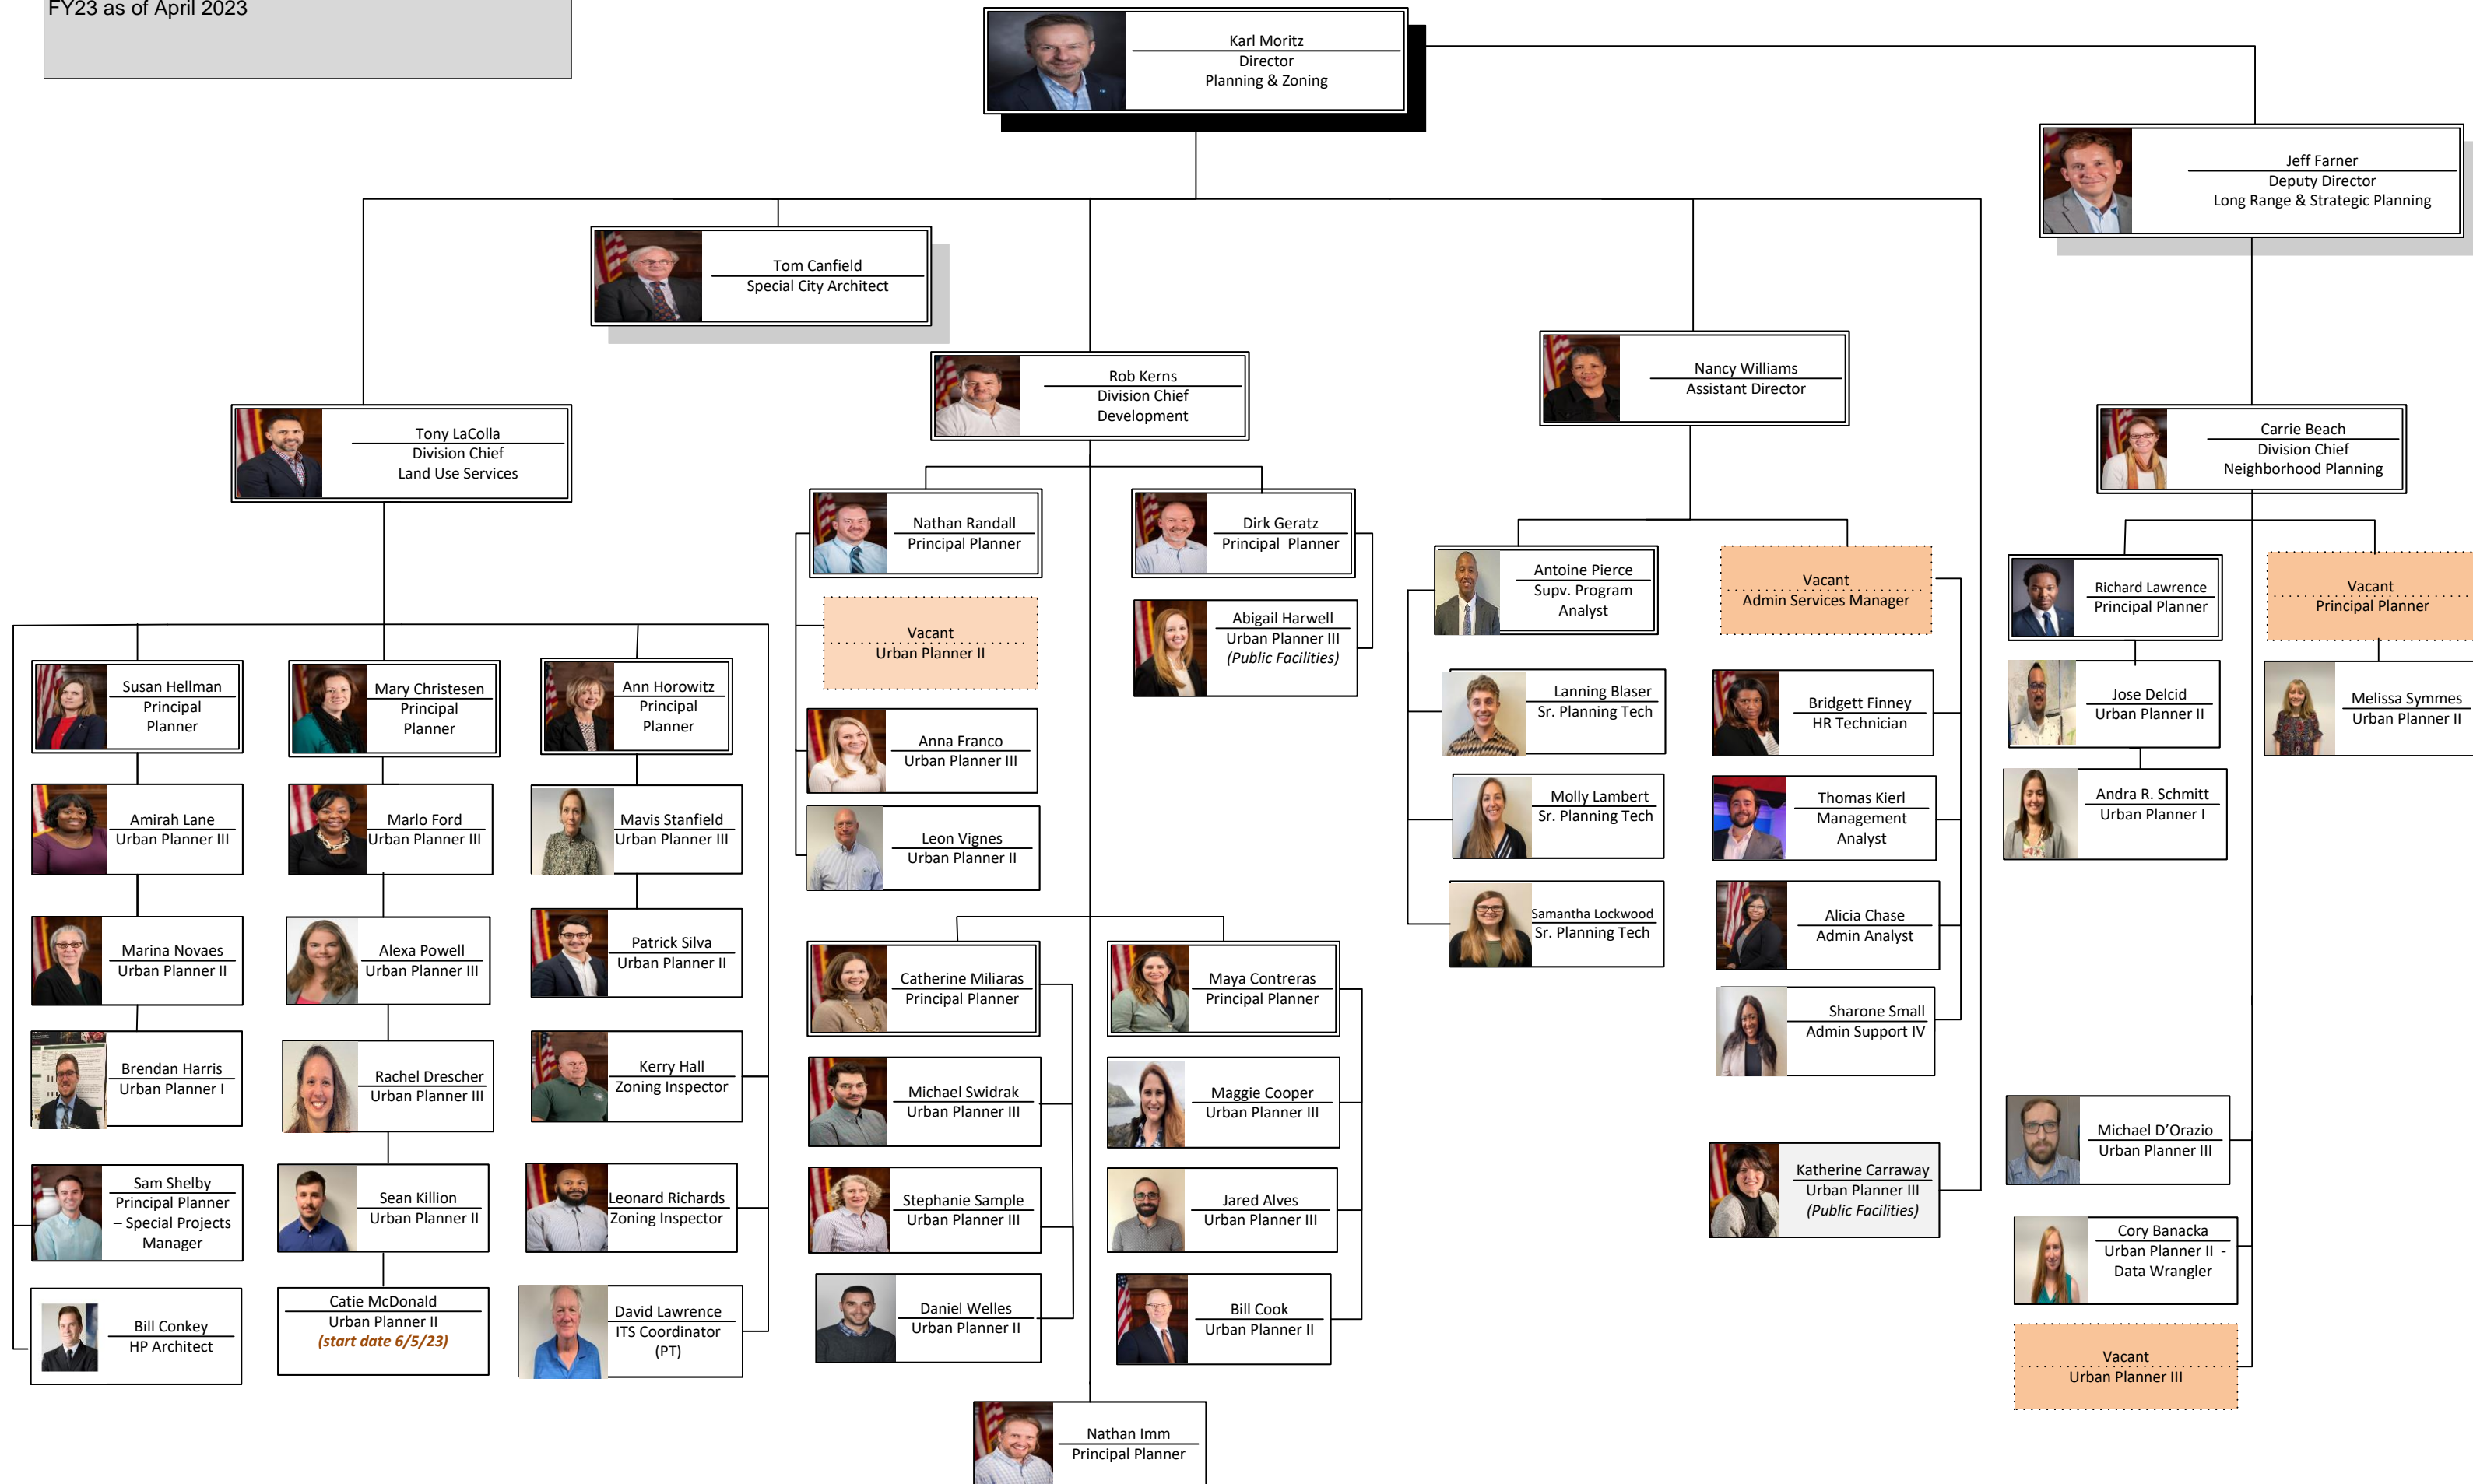 FY23 as of April 2023
Karl Moritz
Director
Planning & Zoning
Jeff Farner
Deputy Director
Long Range & Strategic Planning
Tom Canfield
Special City Architect
Rob Kerns
Division Chief
Development
Nancy Williams
Assistant Director
Tony LaColla
Division Chief
Land Use Services
Carrie Beach
Division Chief
Neighborhood Planning
Susan Hellman
Principal
Planner
Amirah Lane
Urban Planner III
Marina Novaes
Urban Planner II
Brendan Harris
Urban Planner I
Sam Shelby
Principal Planner
– Special Projects
Manager
Bill Conkey
HP Architect
Mary Christesen
Principal
Planner
Marlo Ford
Urban Planner III
Alexa Powell
Urban Planner III
Rachel Drescher
Urban Planner III
Sean Killion
Urban Planner II
Catie McDonald
Urban Planner II
(start date 6/5/23)
Ann Horowitz
Principal
Planner
Mavis Stanfield
Urban Planner III
Patrick Silva
Urban Planner II
Kerry Hall
Zoning Inspector
Leonard Richards
Zoning Inspector
David Lawrence
ITS Coordinator
(PT)
Nathan Randall
Principal Planner
Vacant
Urban Planner II
Anna Franco
Urban Planner III
Leon Vignes
Urban Planner II
Dirk Geratz
Principal Planner
Abigail Harwell
Urban Planner III
(Public Facilities)
Catherine Miliaras
Principal Planner
Michael Swidrak
Urban Planner III
Stephanie Sample
Urban Planner III
Daniel Welles
Urban Planner II
Maya Contreras
Principal Planner
Maggie Cooper
Urban Planner III
Jared Alves
Urban Planner III
Bill Cook
Urban Planner II
Nathan Imm
Principal Planner
Antoine Pierce
Supv. Program
Analyst
Lanning Blaser
Sr. Planning Tech
Molly Lambert
Sr. Planning Tech
Samantha Lockwood
Sr. Planning Tech
Vacant
Admin Services Manager
Bridgett Finney
HR Technician
Thomas Kierl
Management
Analyst
Alicia Chase
Admin Analyst
Sharone Small
Admin Support IV
Katherine Carraway
Urban Planner III
(Public Facilities)
Richard Lawrence
Principal Planner
Jose Delcid
Urban Planner II
Andra R. Schmitt
Urban Planner I
Vacant
Principal Planner
Melissa Symmes
Urban Planner II
Michael D’Orazio
Urban Planner III
Cory Banacka
Urban Planner II -
Data Wrangler
Vacant
Urban Planner III